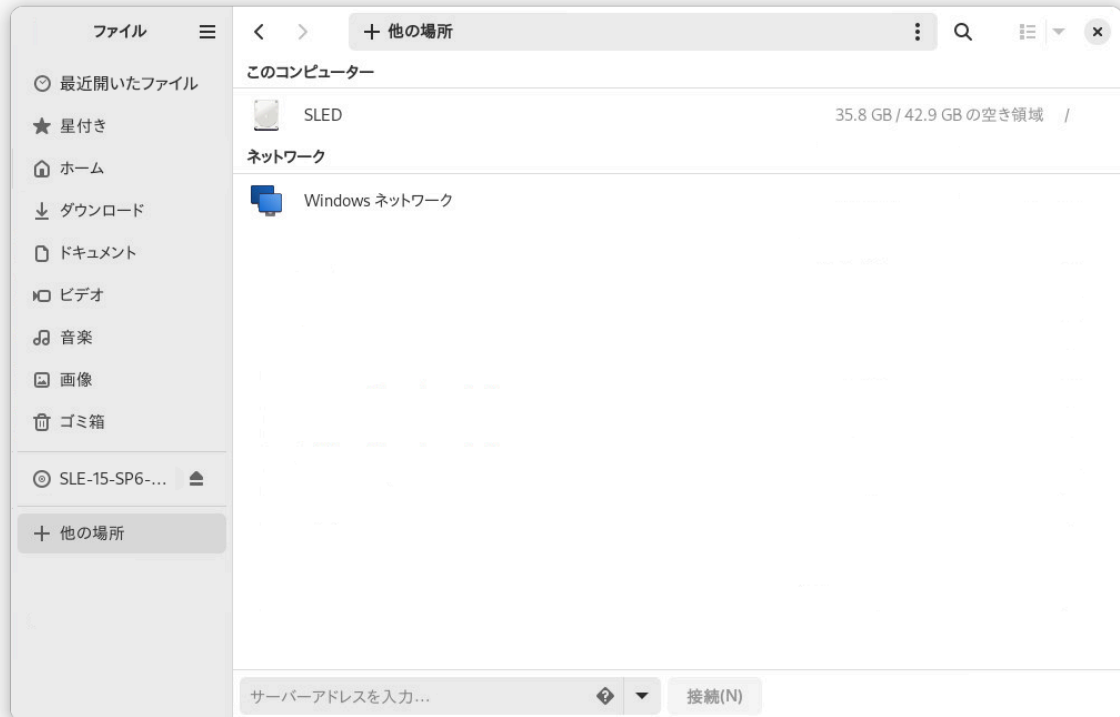 ファイル
最近開いたファイル
星付き
ホーム
ダウンロード
ドキュメント
ビデオ
音楽
画像
ゴミ箱
SLE-15-SP6-...
他の場所
他の場所
このコンピューター
SLED 35.8 GB / 42.9 GB の空き領域 /
ネットワーク
Windows ネットワーク
サーバーアドレスを入力... 接続(N)